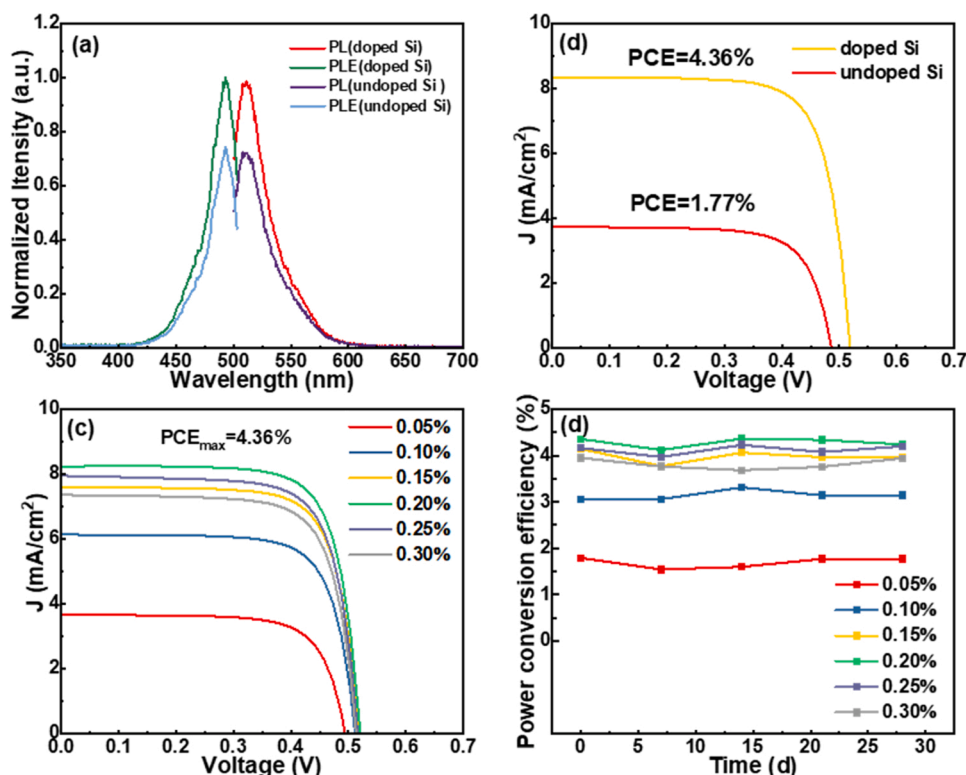 (a)
PL(doped Si)
PLE(doped Si)
PL(undoped Si )
PLE(undoped Si)
Normalized Itensity (a.u.)
1.2
1.0
0.8
0.6
0.4
0.2
0.0
350 400 450 500 550 600 650 700
Wavelength (nm)
(d)
PCE=4.36%
PCE=1.77%
doped Si
undoped Si
J (mA/cm2)
10
8
6
4
2
0
0.0 0.1 0.2 0.3 0.4 0.5 0.6 0.7
Voltage (V)
(c)
PCEmax=4.36%
0.05%
0.10%
0.15%
0.20%
0.25%
0.30%
J (mA/cm2)
10
8
6
4
2
0
0.0 0.1 0.2 0.3 0.4 0.5 0.6 0.7
Voltage (V)
(d)
Power conversion efficiency (%)
5
4
3
2
1
0
0.05%
0.10%
0.15%
0.20%
0.25%
0.30%
0 5 10 15 20 25 30
Time (d)